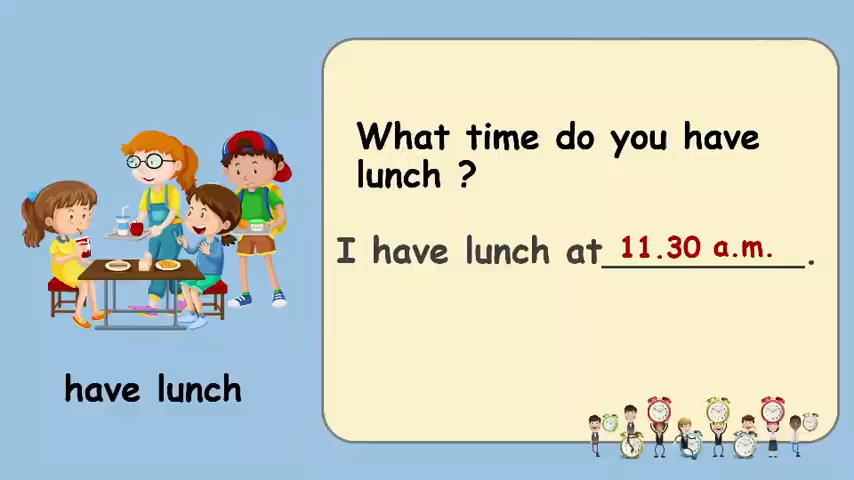 What time do you have
lunch ?
I have lunch at 11.30 a.m. .
have lunch